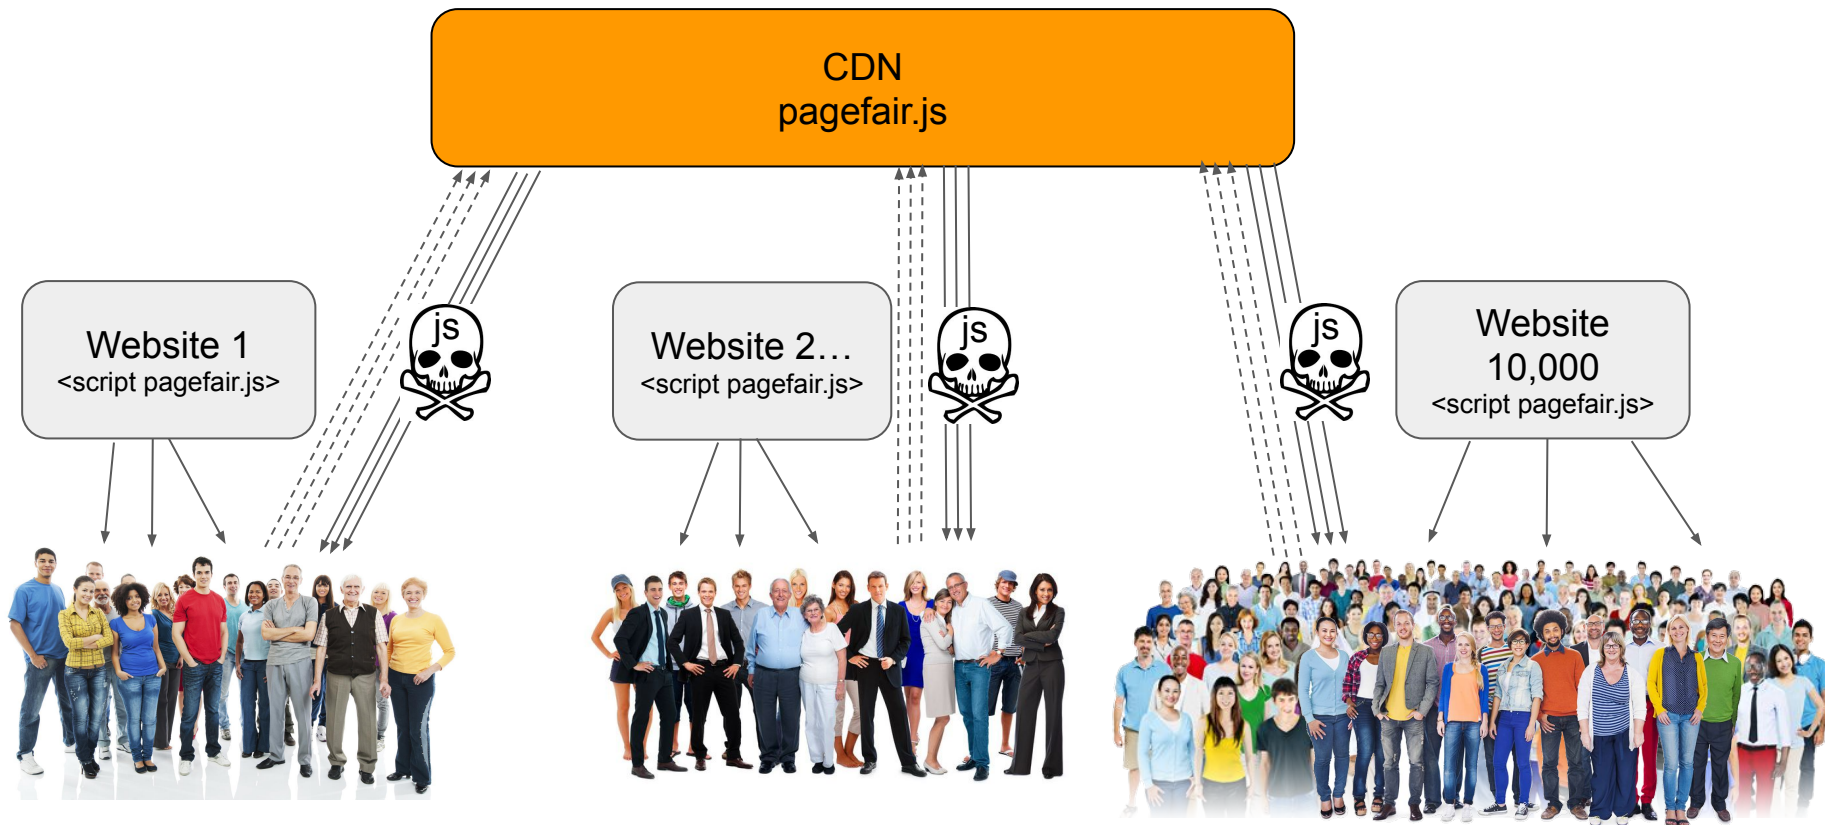 CDN
pagefair.js
js
js
js
Website 1
<script pagefair.js>
Website 2…
<script pagefair.js>
Website
10,000
<script pagefair.js>